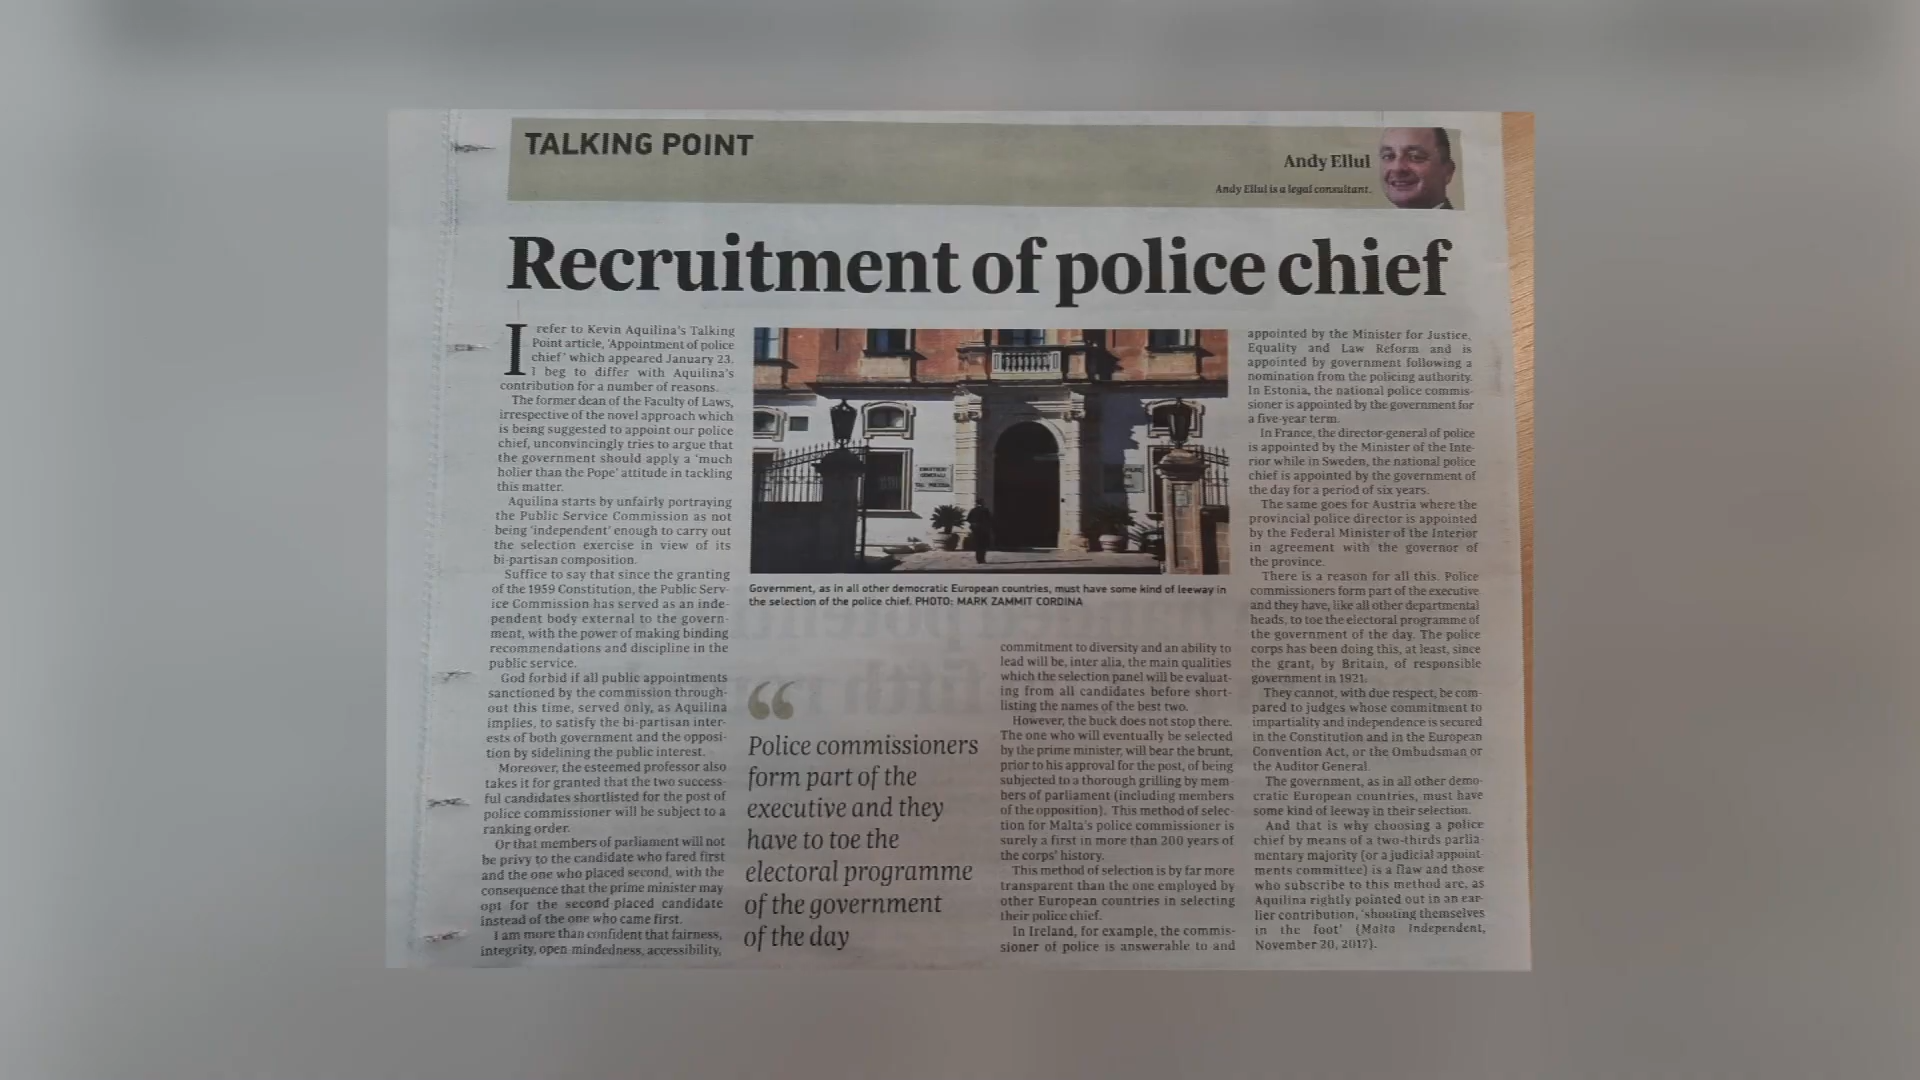 TALKING POINT
Andy Ellul
Andy Ellul is a legal consultant.
Recruitment of police chief
I refer to Kevin Aquilina's Talking
Point article, 'Appointment of police
chief' which appeared January 23.
I beg to differ with Aquilina's
contribution for a number of reasons.
The former dean of the Faculty of Laws,
irrespective of the novel approach which
is being suggested to appoint our police
chief, unconvincingly tries to argue that
the government should apply a 'much
holier than the Pope' attitude in tackling
this matter.
Aquilina starts by unfairly portraying
the Public Service Commission as not
being 'independent' enough to carry out
the selection exercise in view of its
bi-partisan composition.
Suffice to say that since the granting
of the 1959 Constitution, the Public Serv-
ice Commission has served as an inde-
pendent body external to the govern-
ment, with the power of making binding
recommendations and discipline in the
public service.
God forbid if all public appointments
sanctioned by the commission through-
out this time, served only, as Aquilina
implies, to satisfy the bi-partisan inter-
ests of both government and the opposi-
tion by sidelining the public interest.
Moreover, the esteemed professor also
takes it for granted that the two success-
ful candidates shortlisted for the post of
police commissioner will be subject to a
ranking order.
Or that members of parliament will not
be privy to the candidate who fared first
and the one who placed second, with the
consequence that the prime minister may
opt for the second placed candidate
instead of the one who came first.
I am more than confident that fairness,
integrity, open mindedness, accessibility,
Government, as in all other democratic European countries, must have some kind of leeway in
the selection of the police chief. PHOTO: MARK ZAMMIT CORDINA
“
Police commissioners
form part of the
executive and they
have to toe the
electoral programme
of the government
of the day
commitment to diversity and an ability to
lead will be, inter alia, the main qualities
which the selection panel will be evaluat-
ing from all candidates before short-
listing the names of the best two.
However, the buck does not stop there.
The one who will eventually be selected
by the prime minister, will bear the brunt,
prior to his approval for the post, of being
subjected to a thorough grilling by mem-
bers of parliament (including members
of the opposition). This method of selec-
tion for Malta's police commissioner is
surely a first in more than 200 years of
the corps' history.
This method of selection is by far more
transparent than the one employed by
other European countries in selecting
their police chief.
In Ireland, for example, the commis-
sioner of police is answerable to and
appointed by the Minister for Justice,
Equality and Law Reform and is
appointed by government following a
nomination from the policing authority.
In Estonia, the national police commis-
sioner is appointed by the government for
a five-year term.
In France, the director-general of police
is appointed by the Minister of the Inte-
rior while in Sweden, the national police
chief is appointed by the government of
the day for a period of six years.
The same goes for Austria where the
provincial police director is appointed
by the Federal Minister of the Interior
in agreement with the governor of
the province.
There is a reason for all this. Police
commissioners form part of the executive
and they have, like all other departmental
heads, to toe the electoral programme of
the government of the day. The police
corps has been doing this, at least, since
the grant, by Britain, of responsible
government in 1921.
They cannot, with due respect, be com-
pared to judges whose commitment to
impartiality and independence is secured
in the Constitution and in the European
Convention Act, or the Ombudsman or
the Auditor General.
The government, as in all other demo-
cratic European countries, must have
some kind of leeway in their selection.
And that is why choosing a police
chief by means of a two-thirds parlia-
mentary majority (or a judicial appoint-
ments committee) is a flaw and those
who subscribe to this method are, as
Aquilina rightly pointed out in an ear-
lier contribution, 'shooting themselves
in the foot' (Malta Independent,
November 20, 2017).